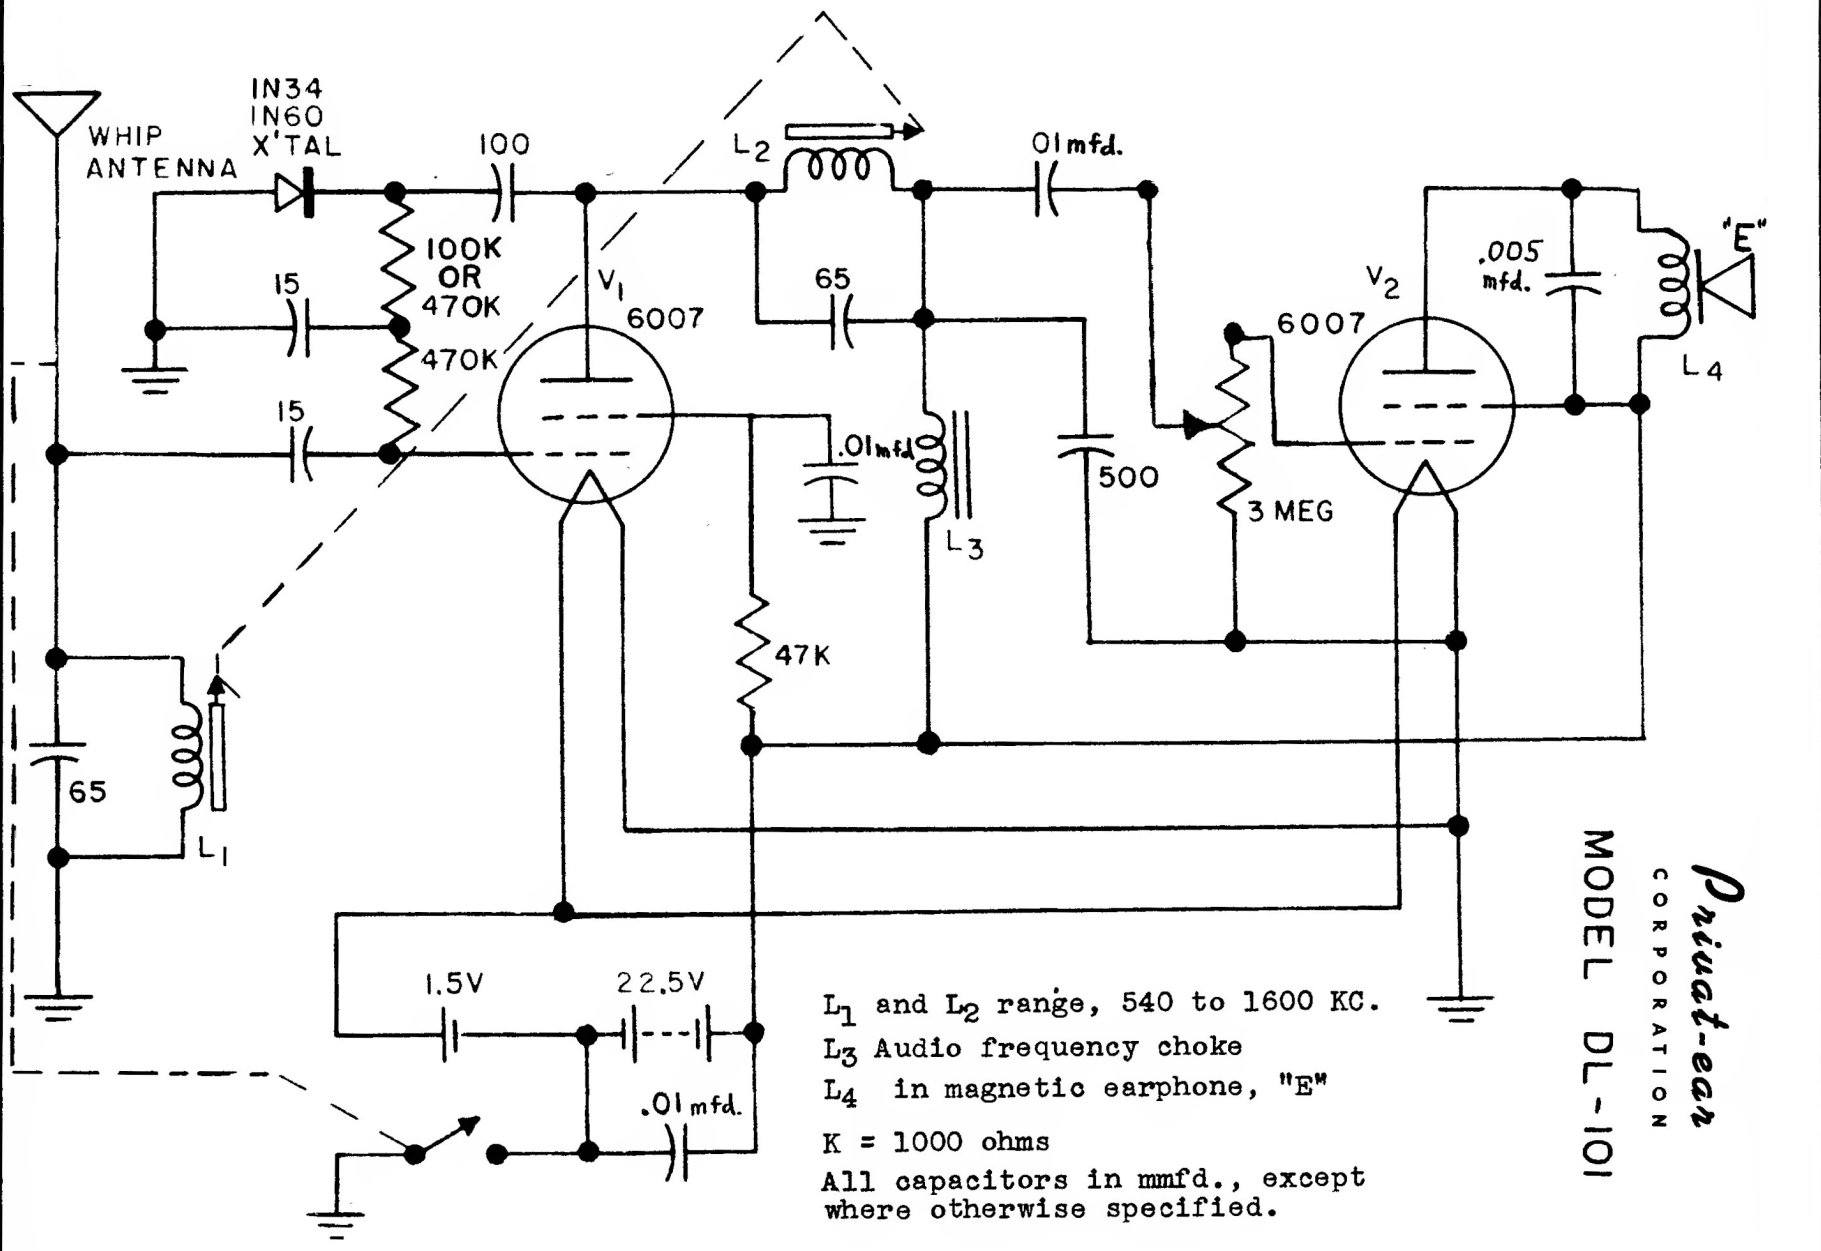 WHIP
ANTENNA
IN34
IN60
X'TAL
100
L2
01mfd.
"E"
100K
OR
470K
15
V1
6007
65
V2
6007
.005
mfd.
L4
470K
15
.01mfd
500
3 MEG
L3
47K
65
L1
1.5V
22.5V
.01mfd.
L1 and L2 range, 540 to 1600 KC.
L3 Audio frequency choke
L4 in magnetic earphone, "E"
K = 1000 ohms
All capacitors in mmfd., except
where otherwise specified.
Privat-ear
CORPORATION
MODEL DL-101